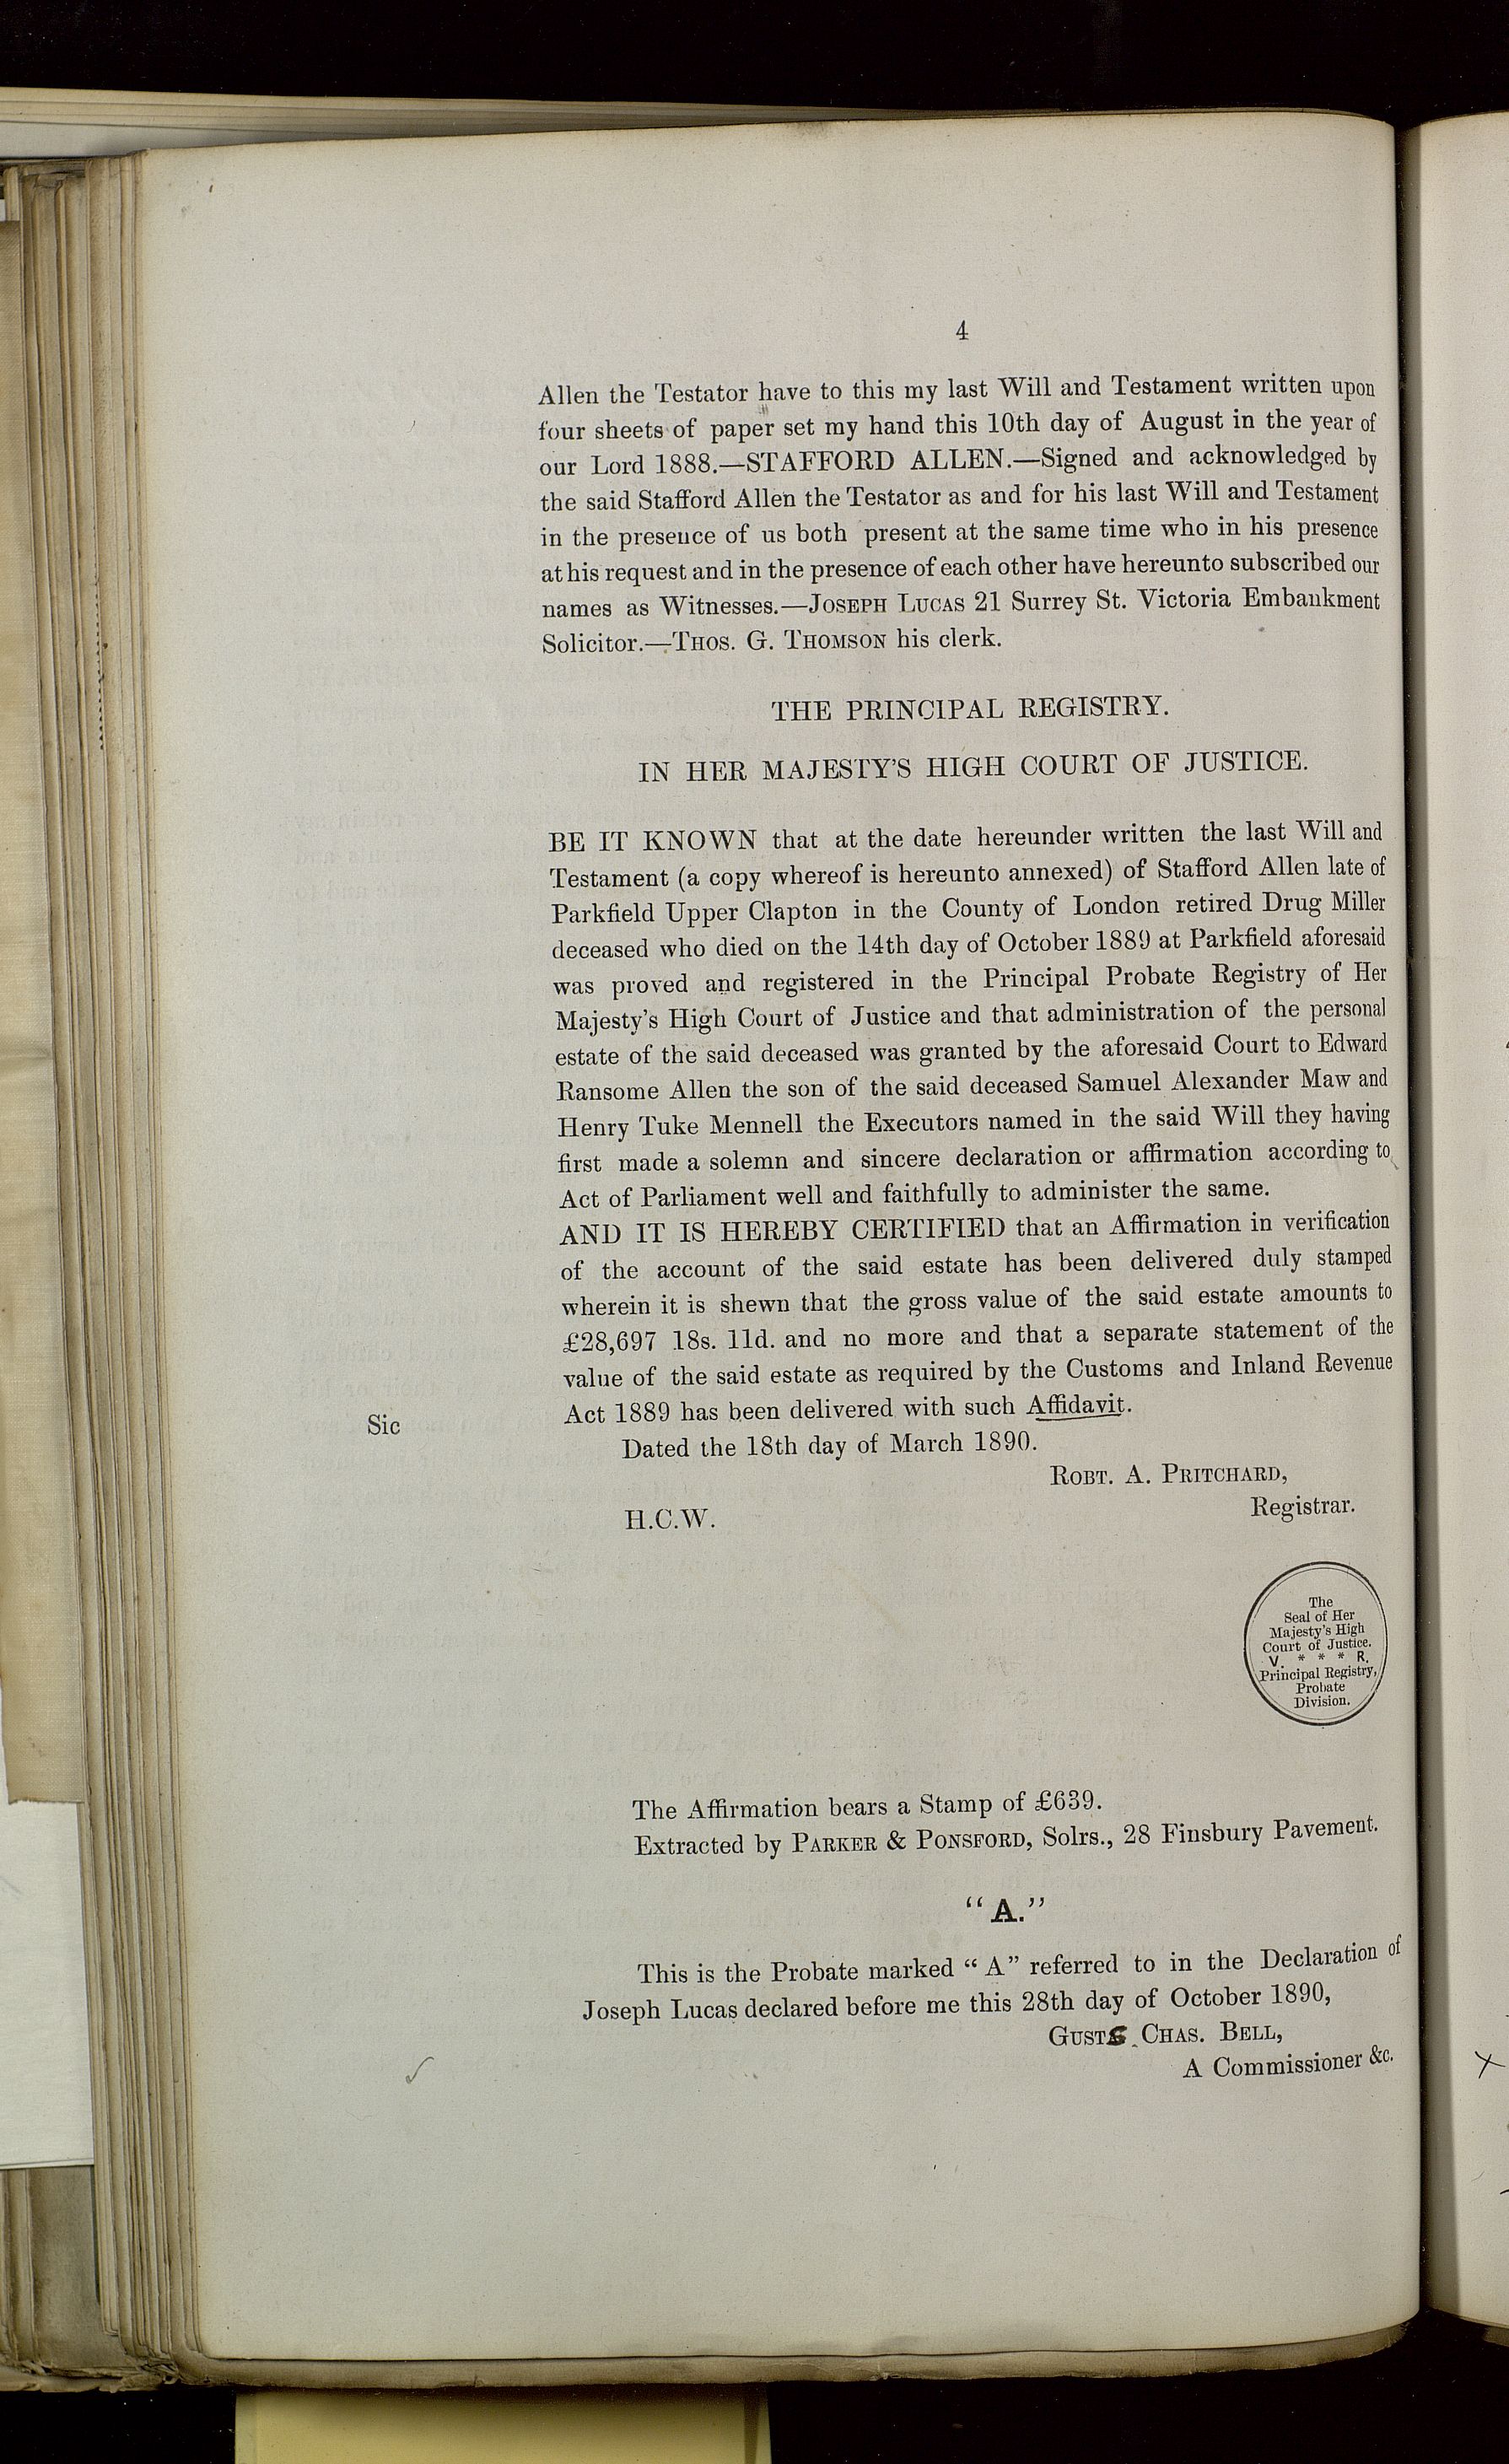 4
Allen the Testator have to this my last Will and Testament written upon
four sheets of paper set my hand this 10th day of August in the year of
our Lord 1888.—STAFFORD ALLEN.—Signed and acknowledged by
the said Stafford Allen the Testator as and for his last Will and Testament
in the presence of us both present at the same time who in his presence
at his request and in the presence of each other have hereunto subscribed our
names as Witnesses.—JOSEPH LUCAS 21 Surrey St. Victoria Embankment
Solicitor.—THOS. G. THOMSON his clerk.
THE PRINCIPAL REGISTRY.
IN HER MAJESTY'S HIGH COURT OF JUSTICE.
BE IT KNOWN that at the date hereunder written the last Will and
Testament (a copy whereof is hereunto annexed) of Stafford Allen late of
Parkfield Upper Clapton in the County of London retired Drug Miller
deceased who died on the 14th day of October 1889 at Parkfield aforesaid
was proved and registered in the Principal Probate Registry of Her
Majesty's High Court of Justice and that administration of the personal
estate of the said deceased was granted by the aforesaid Court to Edward
Ransome Allen the son of the said deceased Samuel Alexander Maw and
Henry Tuke Mennell the Executors named in the said Will they having
first made a solemn and sincere declaration or affirmation according to
Act of Parliament well and faithfully to administer the same.
AND IT IS HEREBY CERTIFIED that an Affirmation in verification
of the account of the said estate has been delivered duly stamped
wherein it is shewn that the gross value of the said estate amounts to
£28,697 18s. 11d. and no more and that a separate statement of the
value of the said estate as required by the Customs and Inland Revenue
Sic Act 1889 has been delivered with such Affidavit.
Dated the 18th day of March 1890.
ROBT. A. PRITCHARD,
H.C.W. Registrar.
The
Seal of Her
Majesty's High
Court of Justice.
V. * * * R.
Principal Registry,
Probate
Division.
The Affirmation bears a Stamp of £639.
Extracted by PARKER & PONSFORD, Solrs., 28 Finsbury Pavement.
"A."
This is the Probate marked "A" referred to in the Declaration of
Joseph Lucas declared before me this 28th day of October 1890,
CHAS. BELL,
A Commissioner &c.